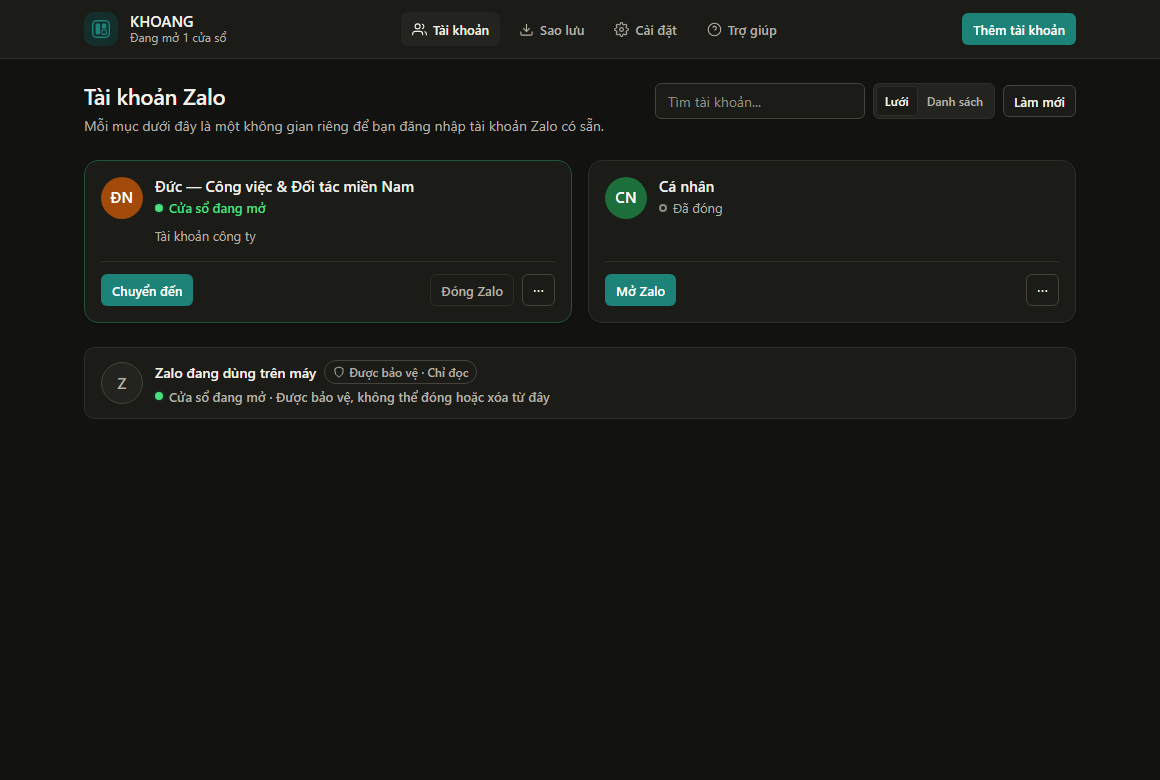 KHOANG
Đang mở 1 cửa sổ
Tài khoản
Sao lưu
Cài đặt
Trợ giúp
Thêm tài khoản
Tài khoản Zalo
Mỗi mục dưới đây là một không gian riêng để bạn đăng nhập tài khoản Zalo có sẵn.
Tìm tài khoản...
Lưới
Danh sách
Làm mới
ĐN
Đức — Công việc & Đối tác miền Nam
Cửa sổ đang mở
Tài khoản công ty
Chuyển đến
Đóng Zalo
...
CN
Cá nhân
Đã đóng
Mở Zalo
...
Z
Zalo đang dùng trên máy
Được bảo vệ · Chỉ đọc
Cửa sổ đang mở · Được bảo vệ, không thể đóng hoặc xóa từ đây